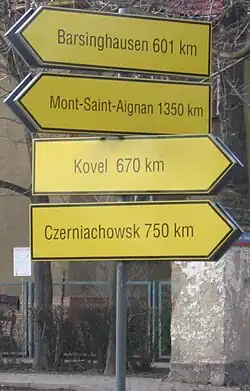 Barsinghausen 601 km
Mont-Saint-Aignan 1350 km
Kovel 670 km
Czerniachowsk 750 km